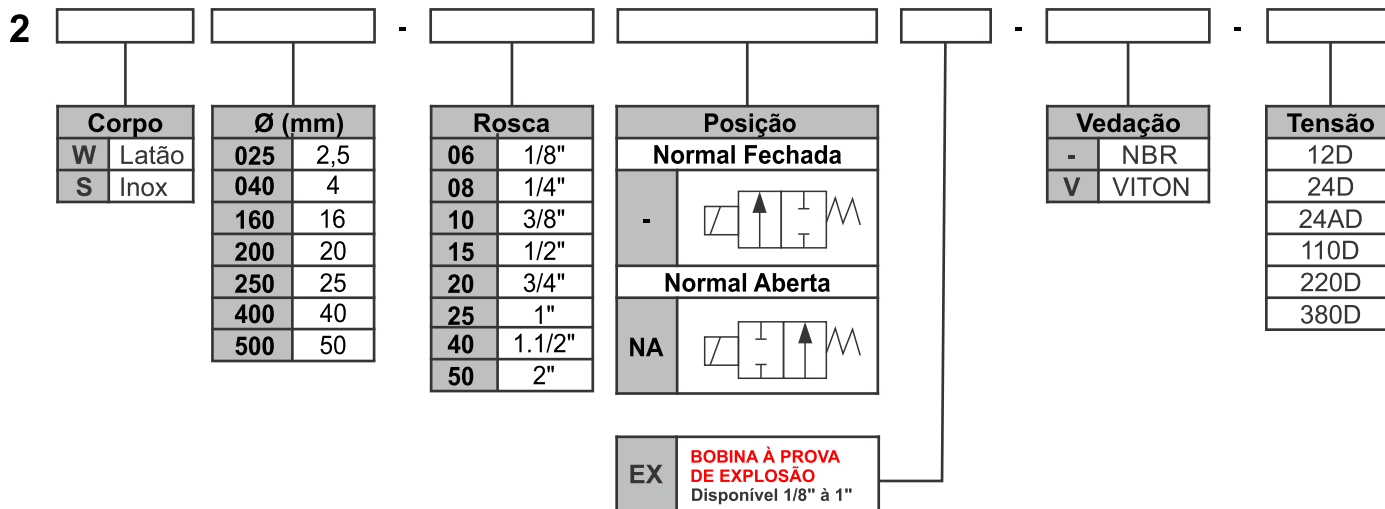 2 - - -
Corpo
W Latão
S Inox
Ø (mm)
025 2,5
040 4
160 16
200 20
250 25
400 40
500 50
Rosca
06 1/8"
08 1/4"
10 3/8"
15 1/2"
20 3/4"
25 1"
40 1.1/2"
50 2"
Posição
Normal Fechada
-
Normal Aberta
NA
EX BOBINA À PROVA
DE EXPLOSÃO
Disponível 1/8" à 1"
Vedação
- NBR
V VITON
Tensão
12D
24D
24AD
110D
220D
380D